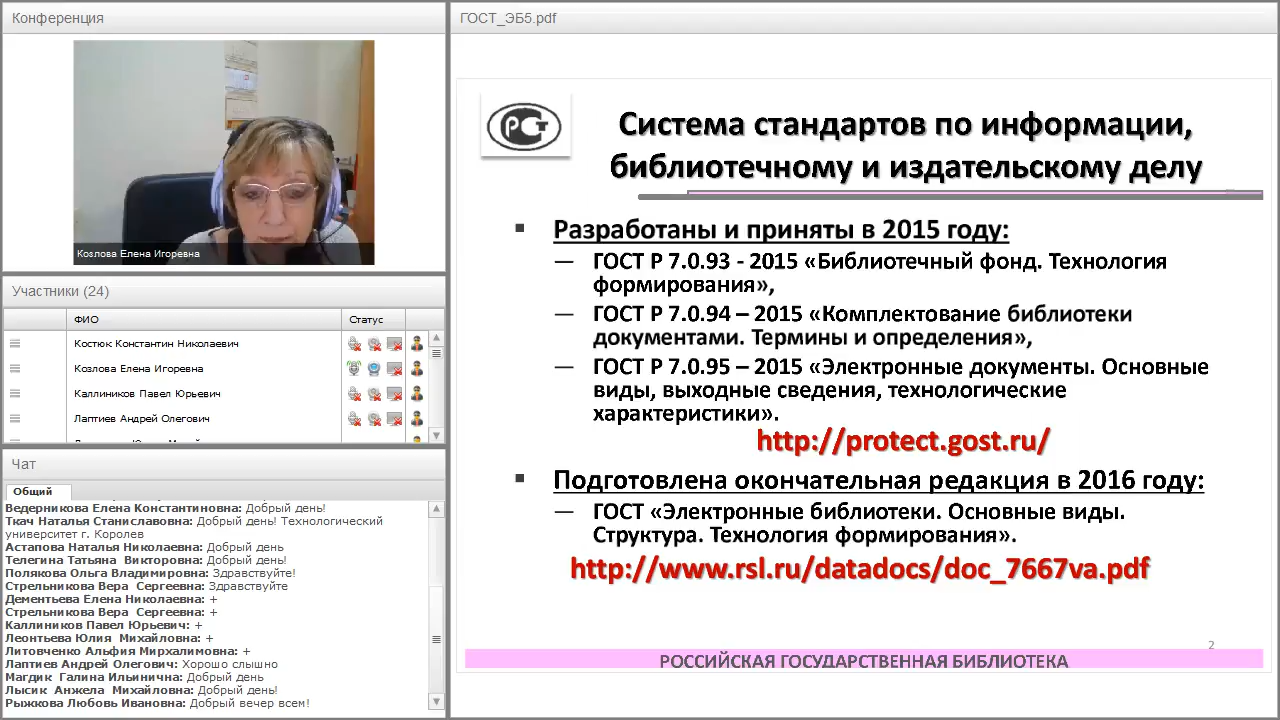 Конференция
Козлова Елена Игоревна
Участники (24)
ФИО
Статус
Костюк Константин Николаевич
Козлова Елена Игоревна
Каллиников Павел Юрьевич
Лаптиев Андрей Олегович
Чат
Общий
Ведерникова Елена Константиновна: Добрый день!
Ткач Наталья Станиславовна: Добрый день! Технологический
университет г. Королев
Астапова Наталья Николаевна: Добрый день
Телегина Татьяна Викторовна: Добрый день!
Полякова Ольга Владимировна: Здравствуйте!
Стрельникова Вера Сергеевна: Здравствуйте
Дементьева Елена Николаевна: +
Стрельникова Вера Сергеевна: +
Каллиников Павел Юрьевич: +
Леонтьева Юлия Михайловна: +
Литовченко Альфия Мирхалимовна: +
Лаптиев Андрей Олегович: Хорошо слышно
Магдик Галина Ильинична: Добрый день
Лысик Анжела Михайловна: Добрый день!
Рыжкова Любовь Ивановна: Добрый вечер всем!
ГОСТ_ЭБ5.pdf
РСТ
Система стандартов по информации,
библиотечному и издательскому делу
▪ Разработаны и приняты в 2015 году:
— ГОСТ Р 7.0.93 - 2015 «Библиотечный фонд. Технология
формирования»,
— ГОСТ Р 7.0.94 – 2015 «Комплектование библиотеки
документами. Термины и определения»,
— ГОСТ Р 7.0.95 – 2015 «Электронные документы. Основные
виды, выходные сведения, технологические
характеристики».
http://protect.gost.ru/
▪ Подготовлена окончательная редакция в 2016 году:
— ГОСТ «Электронные библиотеки. Основные виды.
Структура. Технология формирования».
http://www.rsl.ru/datadocs/doc_7667va.pdf
2
РОССИЙСКАЯ ГОСУДАРСТВЕННАЯ БИБЛИОТЕКА